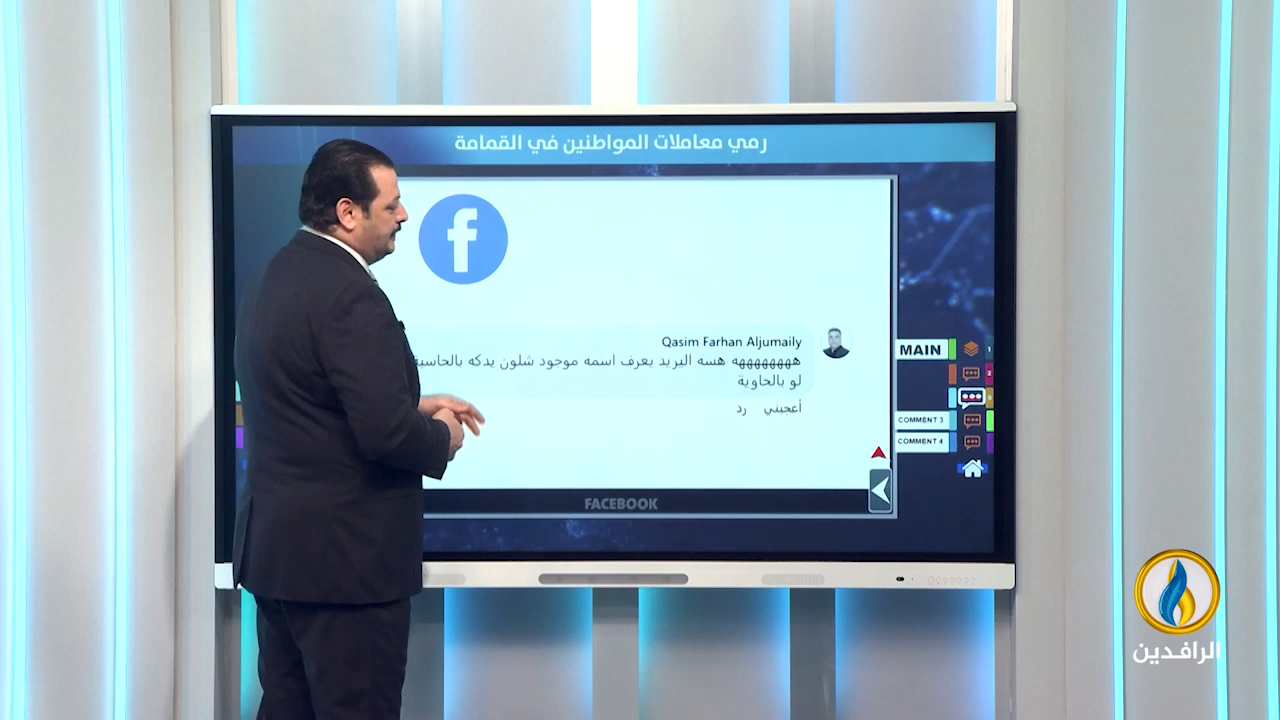 رمي معاملات المواطنين في القمامة
Qasim Farhan Aljumaily
ههههههههه هسه البريد يعرف اسمه موجود شلون يدكه بالحاسبة
لو بالحاوية
أعجبني رد
FACEBOOK
MAIN
COMMENT 3
COMMENT 4
الرافدين